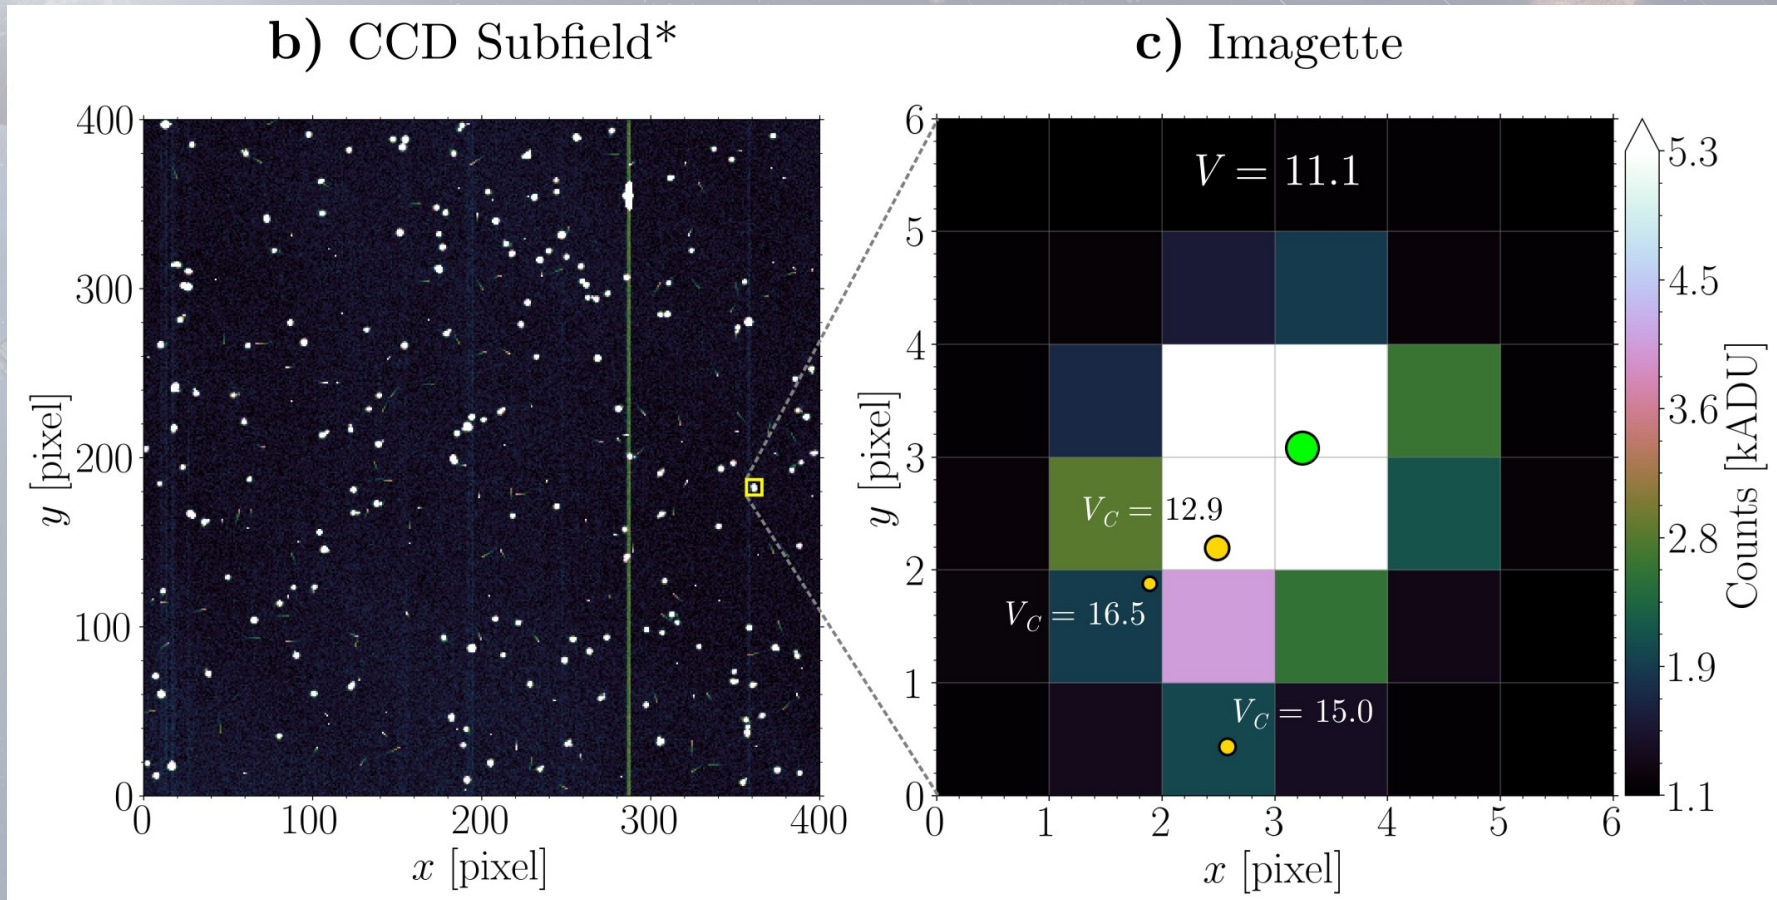 b) CCD Subfield*
400
300
200
100
0
0 100 200 300 400
y [pixel]
x [pixel]
c) Imagette
6
5
4
3
2
1
0
0 1 2 3 4 5 6
y [pixel]
x [pixel]
V = 11.1
V_C = 12.9
V_C = 16.5
V_C = 15.0
5.3
4.5
3.6
2.8
1.9
1.1
Counts [kADU]